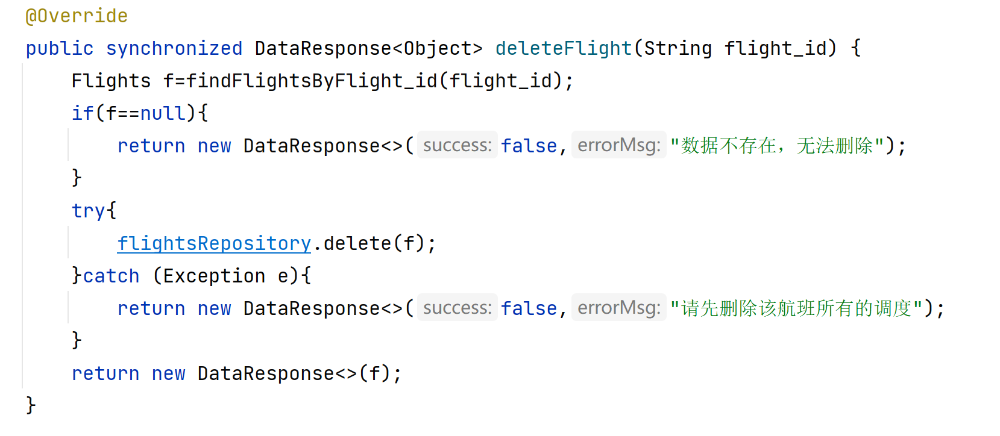 @Override
public synchronized DataResponse<Object> deleteFlight(String flight_id) {
Flights f=findFlightsByFlight_id(flight_id);
if(f==null){
return new DataResponse<>( success: false, errorMsg: "数据不存在，无法删除");
}
try{
flightsRepository.delete(f);
}catch (Exception e){
return new DataResponse<>( success: false, errorMsg: "请先删除该航班所有的调度");
}
return new DataResponse<>(f);
}